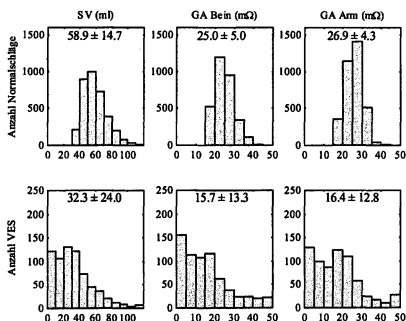 SV (ml) GA Bein (mΩ) GA Arm (mΩ)
Anzahl Normalschläge
58.9 ± 14.7 25.0 ± 5.0 26.9 ± 4.3
1500 1500 1500
1000 1000 1000
500 500 500
0 0 0
0 20 40 60 80 100 0 10 20 30 40 50 0 10 20 30 40 50
Anzahl VES
250 250 250
32.3 ± 24.0 15.7 ± 13.3 16.4 ± 12.8
200 200 200
150 150 150
100 100 100
50 50 50
0 0 0
0 20 40 60 80 100 0 10 20 30 40 50 0 10 20 30 40 50